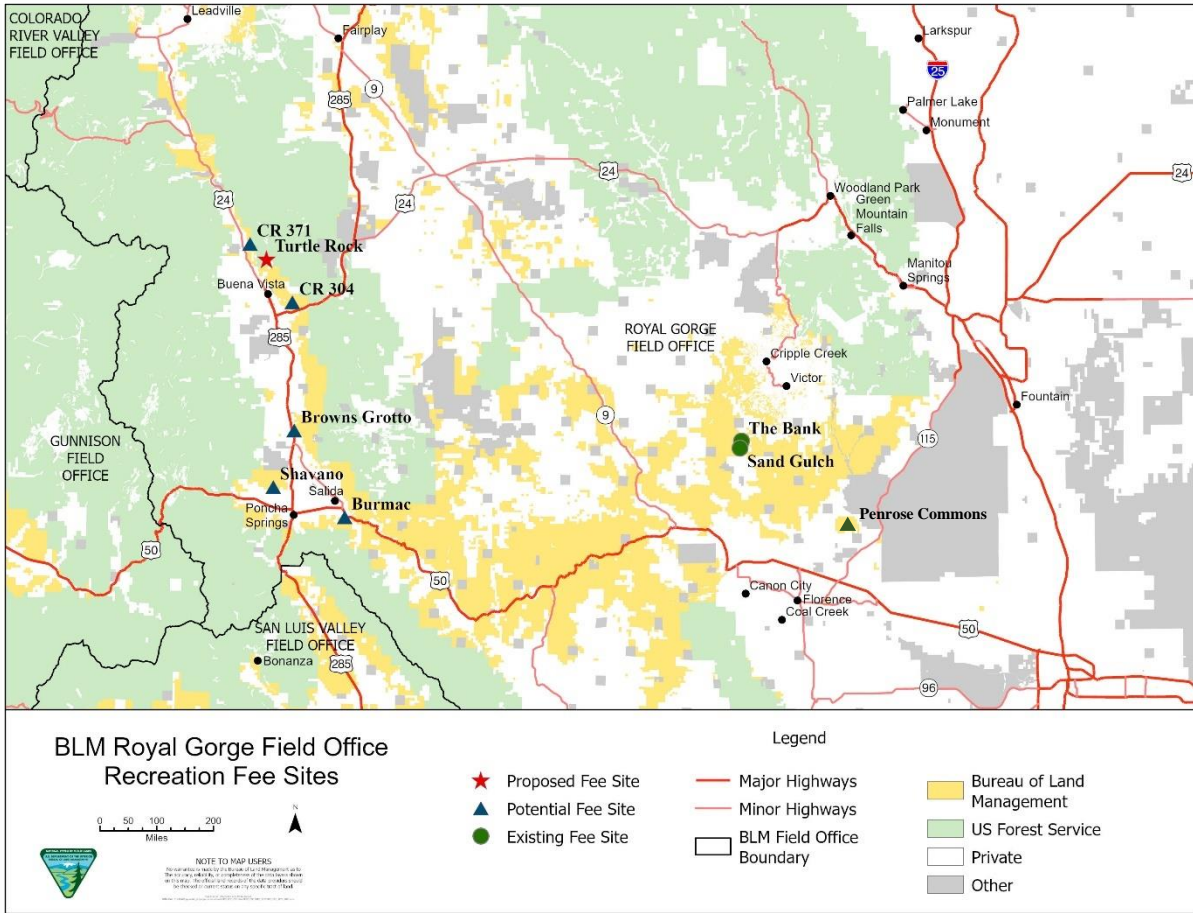 COLORADO
RIVER VALLEY
FIELD OFFICE
Leadville
Fairplay
285
9
Larkspur
25
Palmer Lake
Monument
24
24
24
24
Woodland Park
Green
Mountain
Falls
Manitou
Springs
CR 371
Turtle Rock
Buena Vista
CR 304
285
ROYAL GORGE
FIELD OFFICE
Cripple Creek
Victor
9
Fountain
115
Browns Grotto
The Bank
Sand Gulch
GUNNISON
FIELD
OFFICE
Shavano
Salida
Poncha
Springs
Burmac
Penrose Commons
50
50
Canon City
Florence
Coal Creek
50
SAN LUIS VALLEY
FIELD OFFICE
Bonanza
285
96
BLM Royal Gorge Field Office
Recreation Fee Sites
0 100 200
Miles
N
NOTE TO MAP USERS
Legend
Proposed Fee Site
Potential Fee Site
Existing Fee Site
Major Highways
Minor Highways
BLM Field Office
Boundary
Bureau of Land
Management
US Forest Service
Private
Other